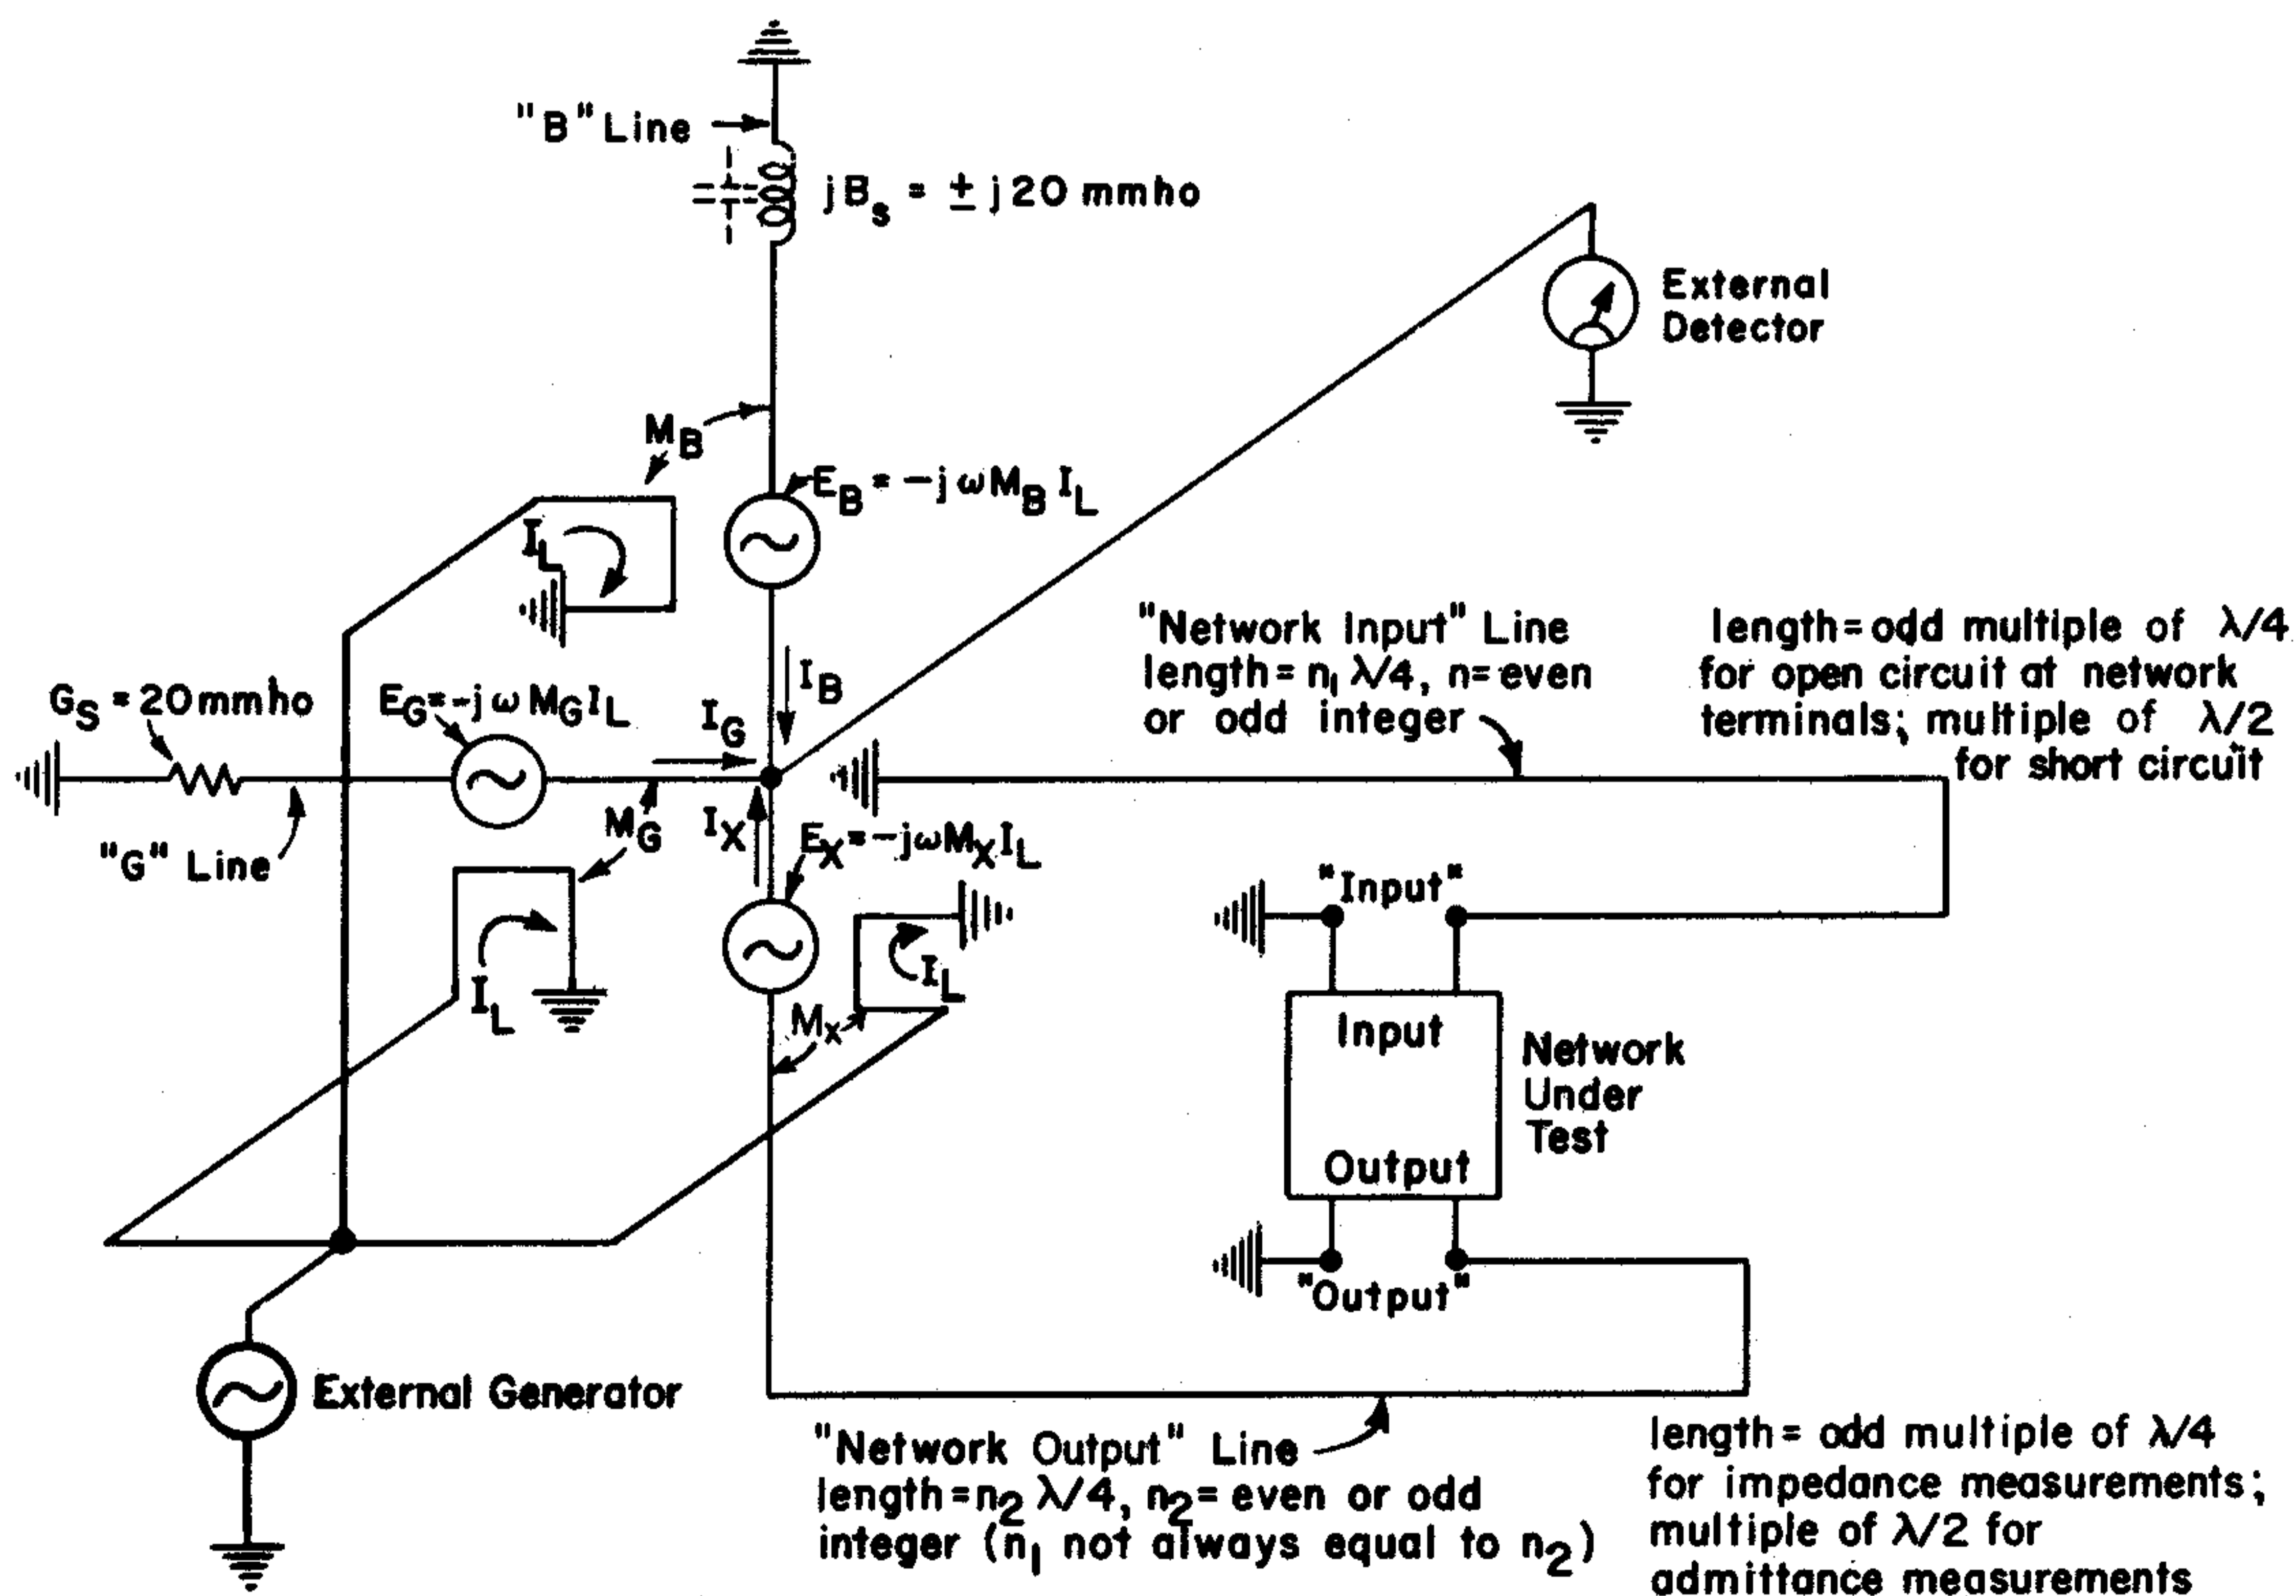 "B" Line
jB_s = ± j20 mmho
External
Detector
M_B
E_B = -jωM_B I_L
I_L
"Network Input" Line
length = n_1 λ/4, n = even
or odd integer
length = odd multiple of λ/4
for open circuit at network
terminals; multiple of λ/2
for short circuit
I_B
G_S = 20 mmho
E_G = -jωM_G I_L
I_G
"G" Line
M_G
I_X
E_X = -jωM_X I_L
I_L
I_L
M_X
"Input"
Input
Network
Under
Test
Output
"Output"
External Generator
"Network Output" Line
length = n_2 λ/4, n_2 = even or odd
integer (n_1 not always equal to n_2)
length = odd multiple of λ/4
for impedance measurements;
multiple of λ/2 for
admittance measurements